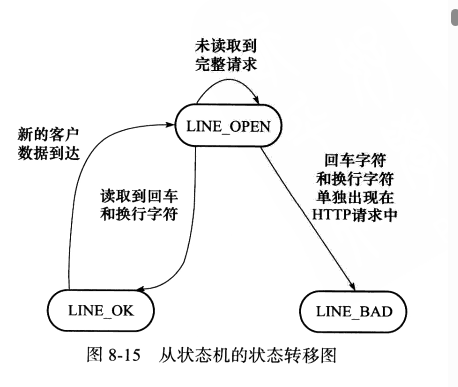 未读取到
完整请求
LINE_OPEN
新的客户
数据到达
读取到回车
和换行字符
回车字符
和换行字符
单独出现在
HTTP请求中
LINE_OK
LINE_BAD
图 8-15 从状态机的状态转移图